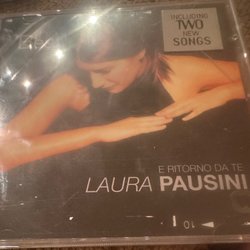 INCLUDING
TWO
NEW
SONGS
E RITORNO DA TE
LAURA PAUSINI